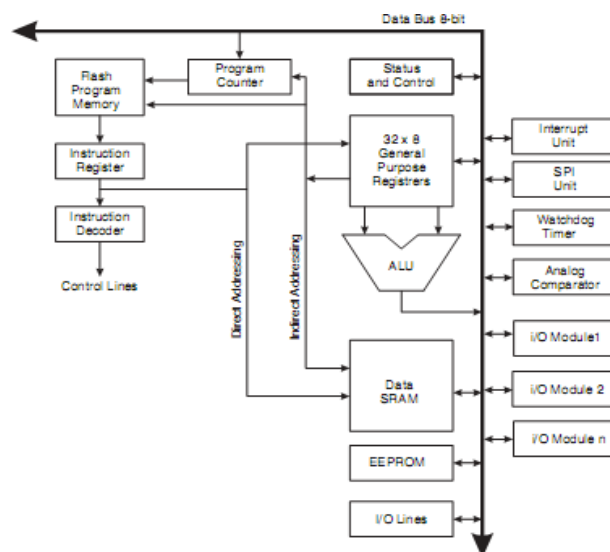 Data Bus 8-bit
Flash
Program
Memory
Program
Counter
Status
and Control
Instruction
Register
32 x 8
General
Purpose
Registrers
Instruction
Decoder
Control Lines
Direct Addressing
Indirect Addressing
ALU
Interrupt
Unit
SPI
Unit
Watchdog
Timer
Analog
Comparator
i/O Module1
Data
SRAM
i/O Module 2
i/O Module n
EEPROM
I/O Lines